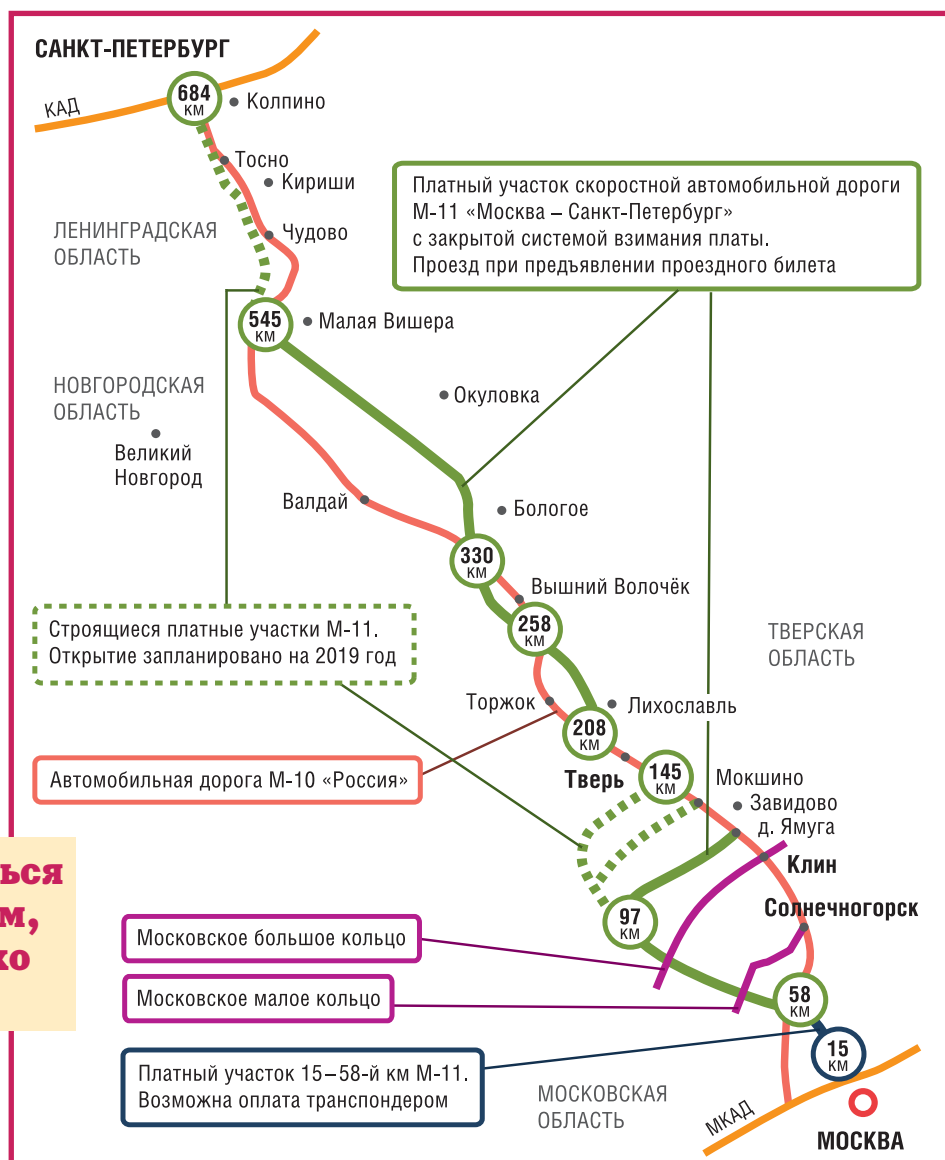 САНКТ-ПЕТЕРБУРГ
КАД
684
КМ
Колпино
Тосно
Кириши
ЛЕНИНГРАДСКАЯ
ОБЛАСТЬ
Чудово
Платный участок скоростной автомобильной дороги
М-11 «Москва – Санкт-Петербург»
с закрытой системой взимания платы.
Проезд при предъявлении проездного билета
545
КМ
Малая Вишера
НОВГОРОДСКАЯ
ОБЛАСТЬ
Окуловка
Великий
Новгород
Валдай
Бологое
330
КМ
Вышний Волочёк
258
КМ
Строящиеся платные участки М-11.
Открытие запланировано на 2019 год
ТВЕРСКАЯ
ОБЛАСТЬ
Торжок
Лихославль
208
КМ
Автомобильная дорога М-10 «Россия»
Тверь
145
КМ
Мокшино
Завидово
д. Ямуга
Клин
ься
м,
ко
Солнечногорск
97
КМ
Московское большое кольцо
Московское малое кольцо
58
КМ
15
КМ
Платный участок 15–58-й км М-11.
Возможна оплата транспондером
МОСКОВСКАЯ
ОБЛАСТЬ
МКАД
МОСКВА